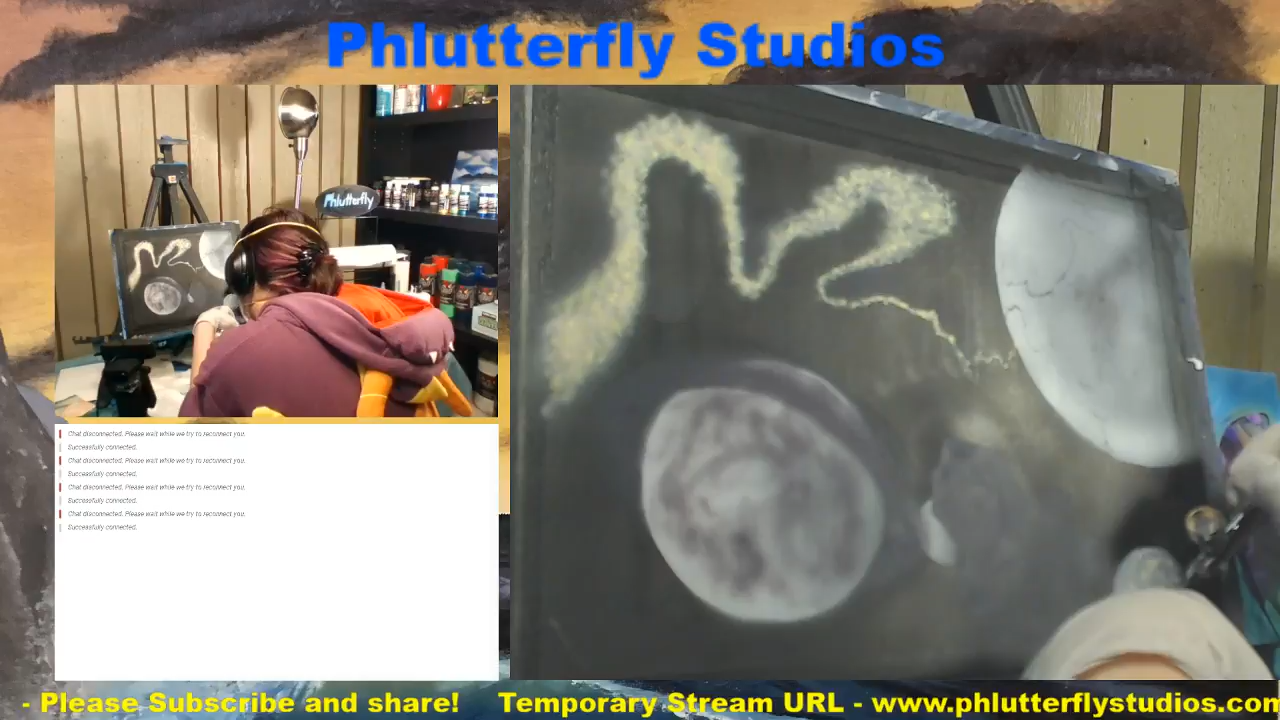 Phlutterfly Studios
Phlutterfly
Chat disconnected. Please wait while we try to reconnect you.
Successfully connected.
Chat disconnected. Please wait while we try to reconnect you.
Successfully connected.
Chat disconnected. Please wait while we try to reconnect you.
Successfully connected.
Chat disconnected. Please wait while we try to reconnect you.
Successfully connected.
- Please Subscribe and share! Temporary Stream URL - www.phlutterflystudios.con